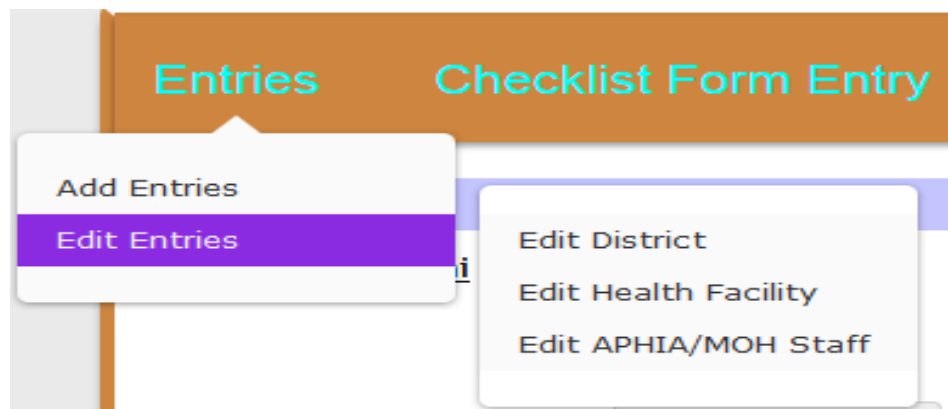 Entries Checklist Form Entry
Add Entries
Edit Entries
Edit District
Edit Health Facility
Edit APHIA/MOH Staff